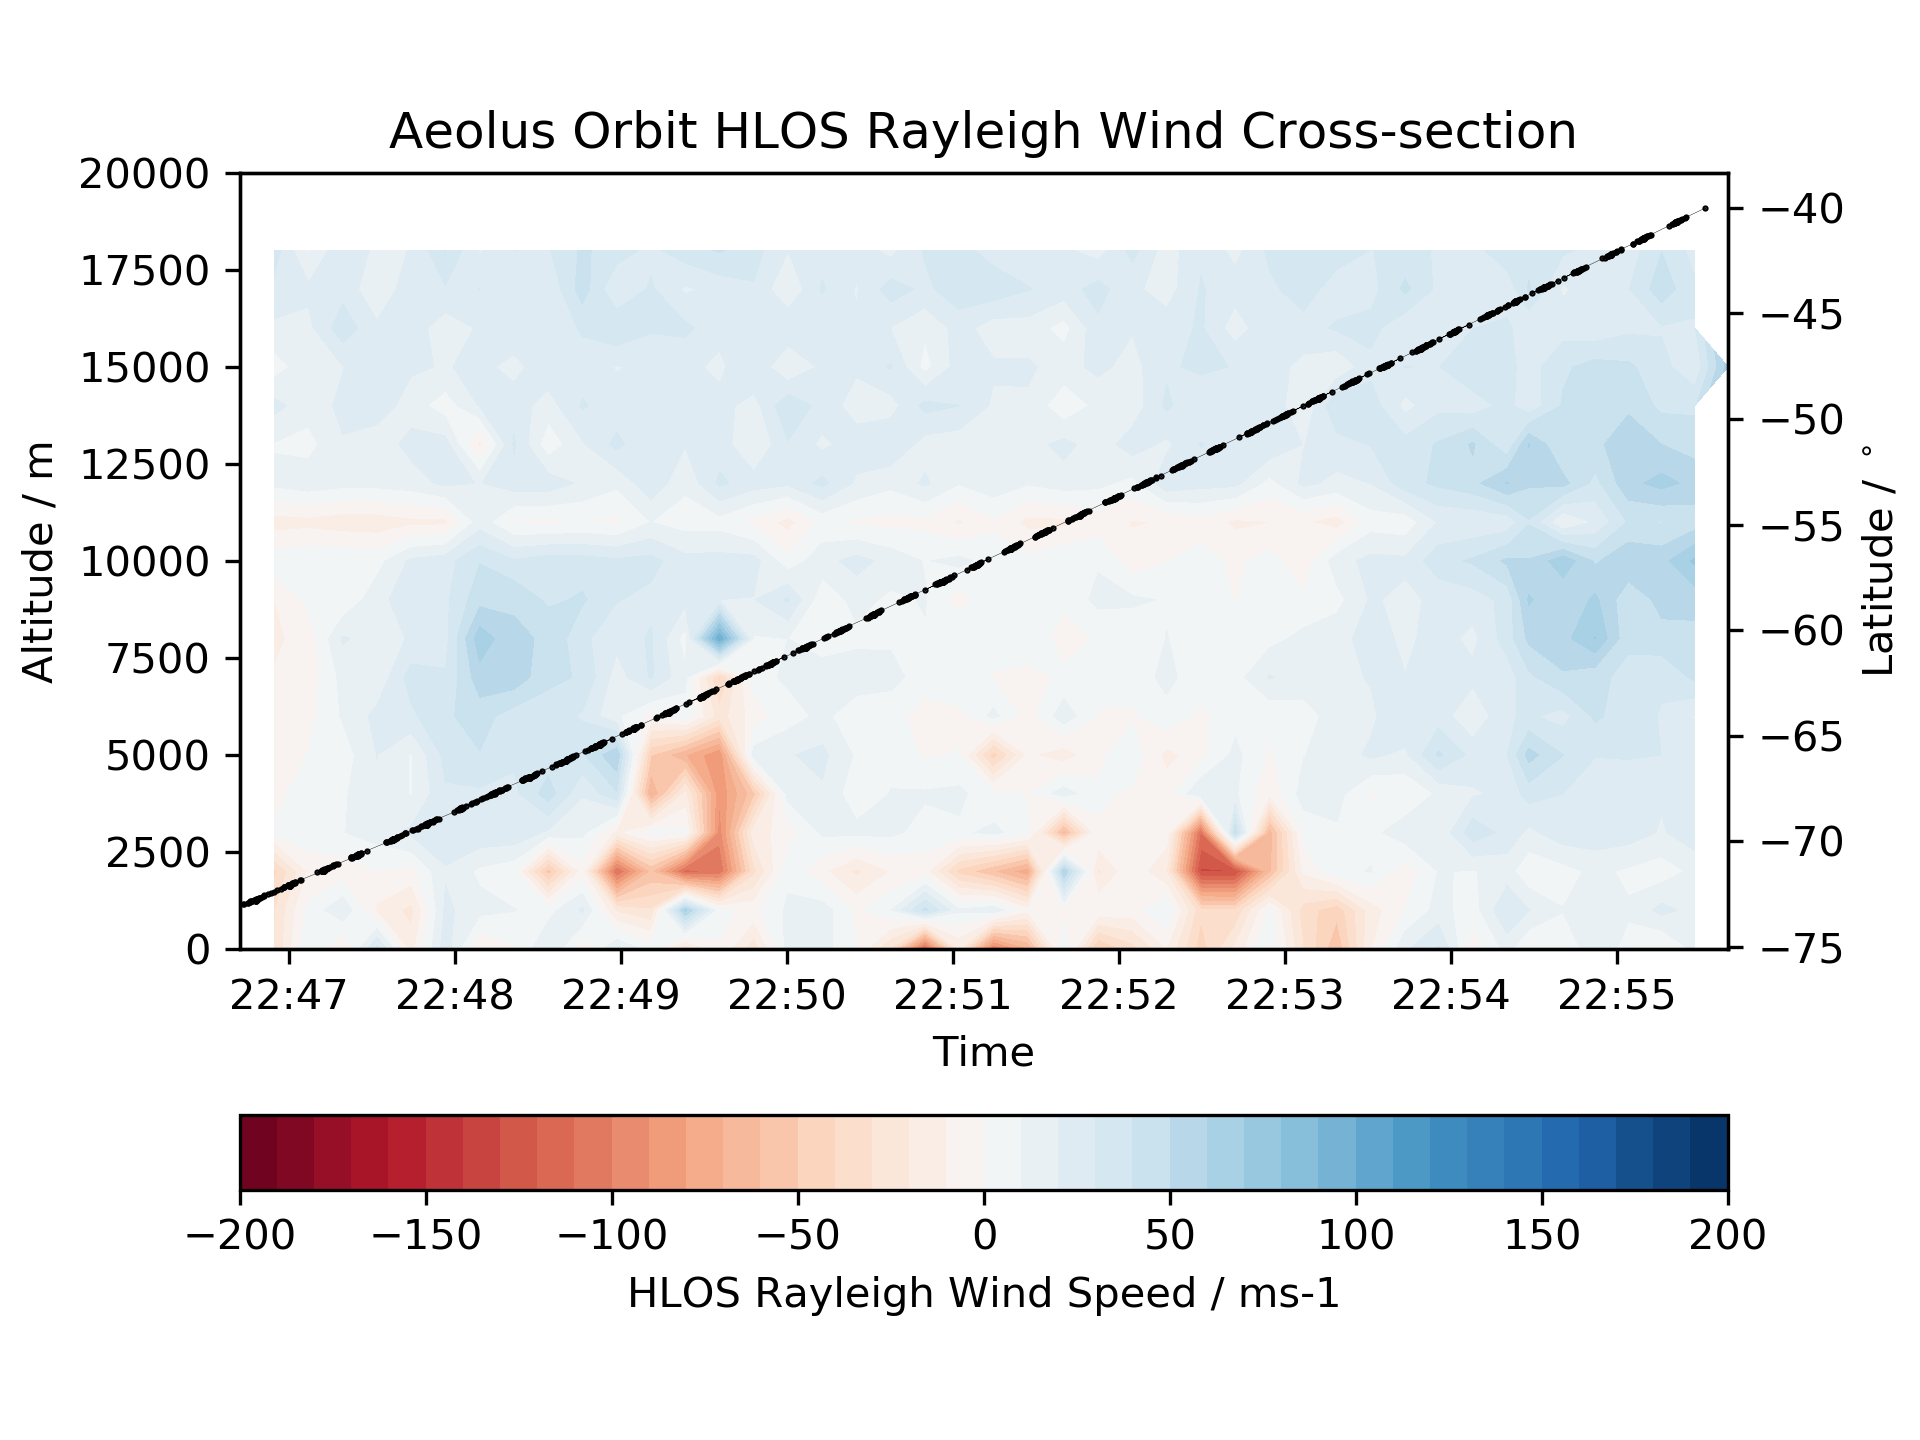 Aeolus Orbit HLOS Rayleigh Wind Cross-section
20000
17500
15000
12500
10000
7500
5000
2500
0
Altitude / m
−40
−45
−50
−55
−60
−65
−70
−75
Latitude / °
22:47 22:48 22:49 22:50 22:51 22:52 22:53 22:54 22:55
Time
−200 −150 −100 −50 0 50 100 150 200
HLOS Rayleigh Wind Speed / ms-1